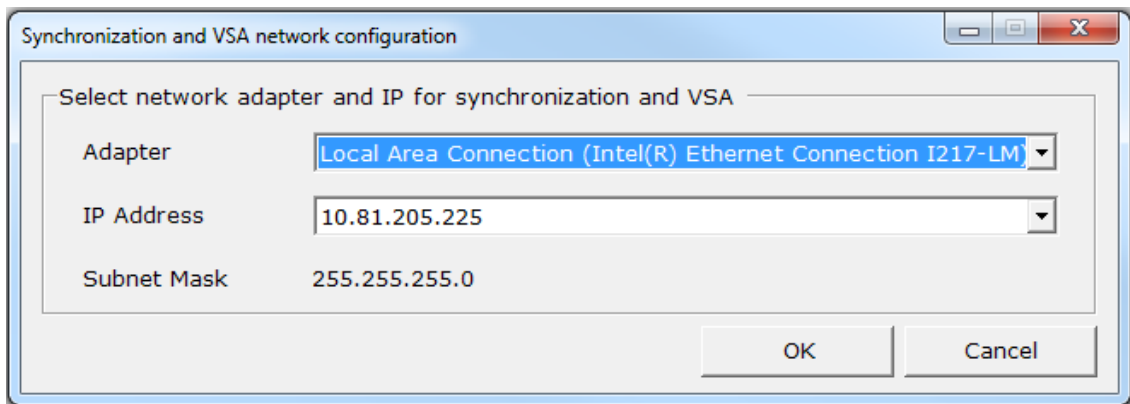 Synchronization and VSA network configuration
Select network adapter and IP for synchronization and VSA
Adapter Local Area Connection (Intel(R) Ethernet Connection I217-LM)
IP Address 10.81.205.225
Subnet Mask 255.255.255.0
OK Cancel